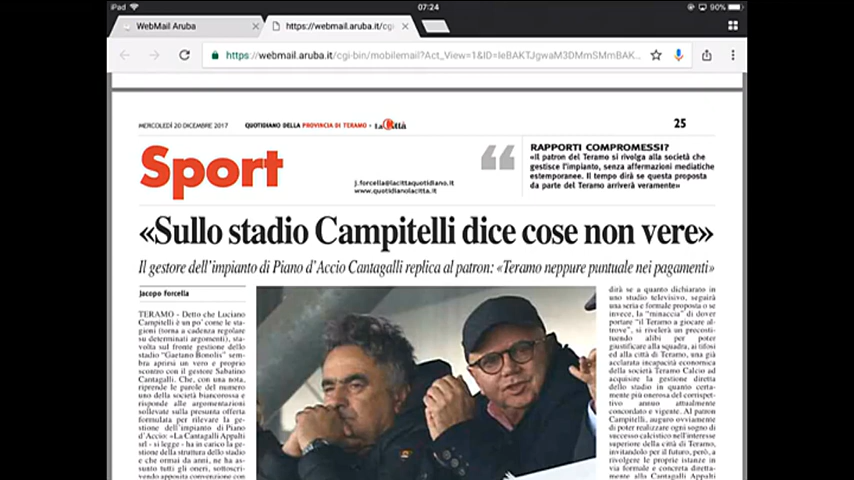 iPad
07:24
90%
WebMail Aruba
https://webmail.aruba.it/cgi
https://webmail.aruba.it/cgi-bin/mobilemail?Act_View=1&ID=IeBAKTJgwaM3DMmSMmBAK...
MERCOLEDÌ 20 DICEMBRE 2017
QUOTIDIANO DELLA PROVINCIA DI TERAMO - La Città
25
Sport
j.forcella@lacittaquotidiano.it
www.quotidianolacitta.it
RAPPORTI COMPROMESSI?
«Il patron del Teramo si rivolga alla società che
gestisce l'impianto, senza affermazioni mediatiche
estemporanee. Il tempo dirà se questa proposta
da parte del Teramo arriverà veramente»
«Sullo stadio Campitelli dice cose non vere»
Il gestore dell'impianto di Piano d'Accio Cantagalli replica al patron: «Teramo neppure puntuale nei pagamenti»
Jacopo Forcella
TERAMO - Detto che Luciano
Campitelli è un po' come le sta-
gioni (torna a cadenza regolare
su determinati argomenti), sta-
volta sul fronte gestione dello
stadio "Gaetano Bonolis" sem-
bra aprirsi un vero e proprio
scontro con il gestore Sabatino
Cantagalli. Che, con una nota,
riprende le parole del numero
uno della società biancorossa e
risponde alle argomentazioni
sollevate sulla presunta offerta
formulata per rilevare la ge-
stione dell'impianto di Piano
d'Accio: «La Cantagalli Appalti
srl - si legge - ha in carico la ge-
stione della struttura dello stadio
e che ormai da anni, ne ha as-
sunto tutti gli oneri, sottoscri-
vendo apposita convenzione con
dirà se a quanto dichiarato in
uno studio televisivo, seguirà
una seria e formale proposta o se
invece, la "minaccia" di dover
portare "il Teramo a giocare al-
trove", si rivelerà un precosti-
tuendo alibi per poter
giustificare alla squadra, ai tifosi
ed alla città di Teramo, una già
acclarata incapacità economica
della società Teramo Calcio ad
acquisire la gestione diretta
dello stadio in quanto certa-
mente più onerosa del corrispet-
tivo annuo attualmente
concordato e vigente. Al patron
Campitelli, auguro ovviamente
di poter realizzare ogni sogno di
successo calcistico nell'interesse
superiore della città di Teramo,
invitandolo per il futuro, però, a
rivolgere le proprie istanze in
via formale e concreta diretta-
mente alla Cantagalli Appalti